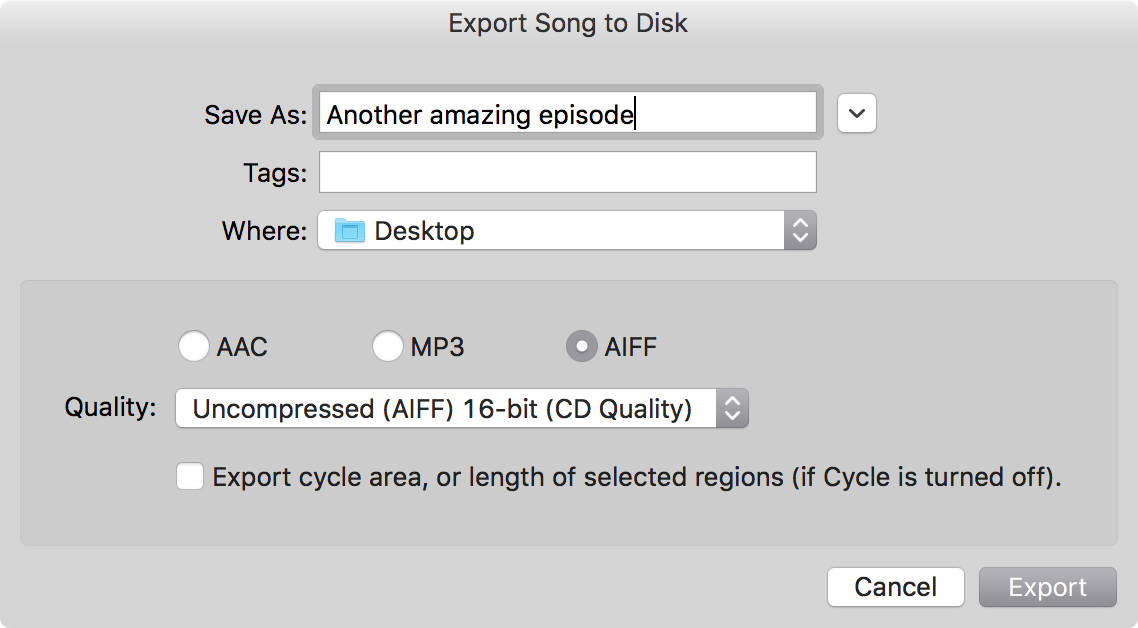 Export Song to Disk
Save As: Another amazing episode
Tags:
Where: Desktop
AAC MP3 AIFF
Quality: Uncompressed (AIFF) 16-bit (CD Quality)
Export cycle area, or length of selected regions (if Cycle is turned off).
Cancel Export